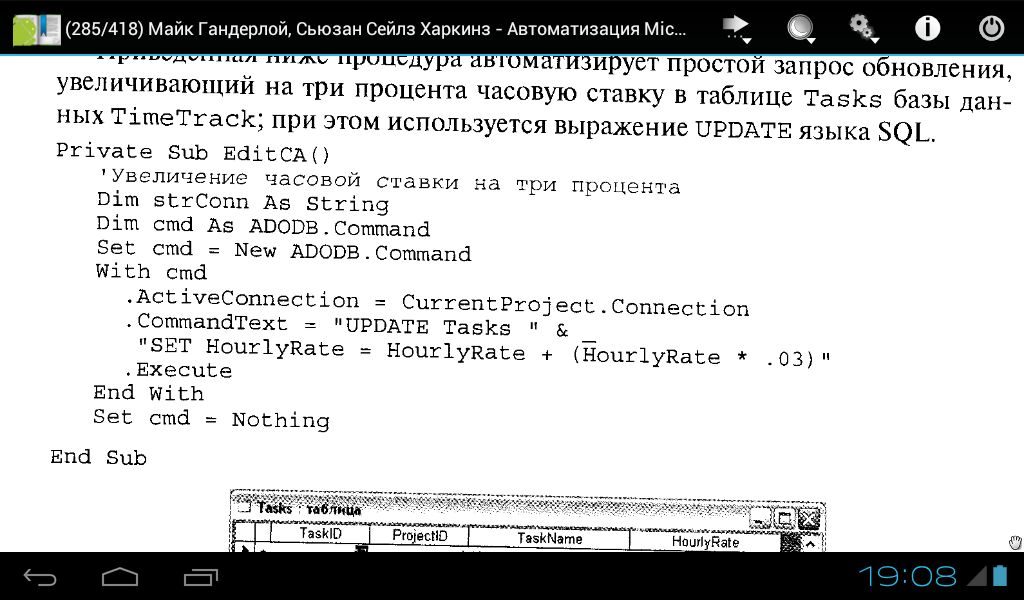 (285/418) Майк Гандерлой, Сьюзан Сейлз Харкинз - Автоматизация Mic...
Приведенная ниже процедура автоматизирует простой запрос обновления,
увеличивающий на три процента часовую ставку в таблице Tasks базы дан-
ных TimeTrack; при этом используется выражение UPDATE языка SQL.
Private Sub EditCA()
'Увеличение часовой ставки на три процента
Dim strConn As String
Dim cmd As ADODB.Command
Set cmd = New ADODB.Command
With cmd
.ActiveConnection = CurrentProject.Connection
.CommandText = "UPDATE Tasks " & _
"SET HourlyRate = HourlyRate + (HourlyRate * .03)"
.Execute
End With
Set cmd = Nothing
End Sub
Tasks : таблица
TaskID ProjectID TaskName HourlyRate
19:08